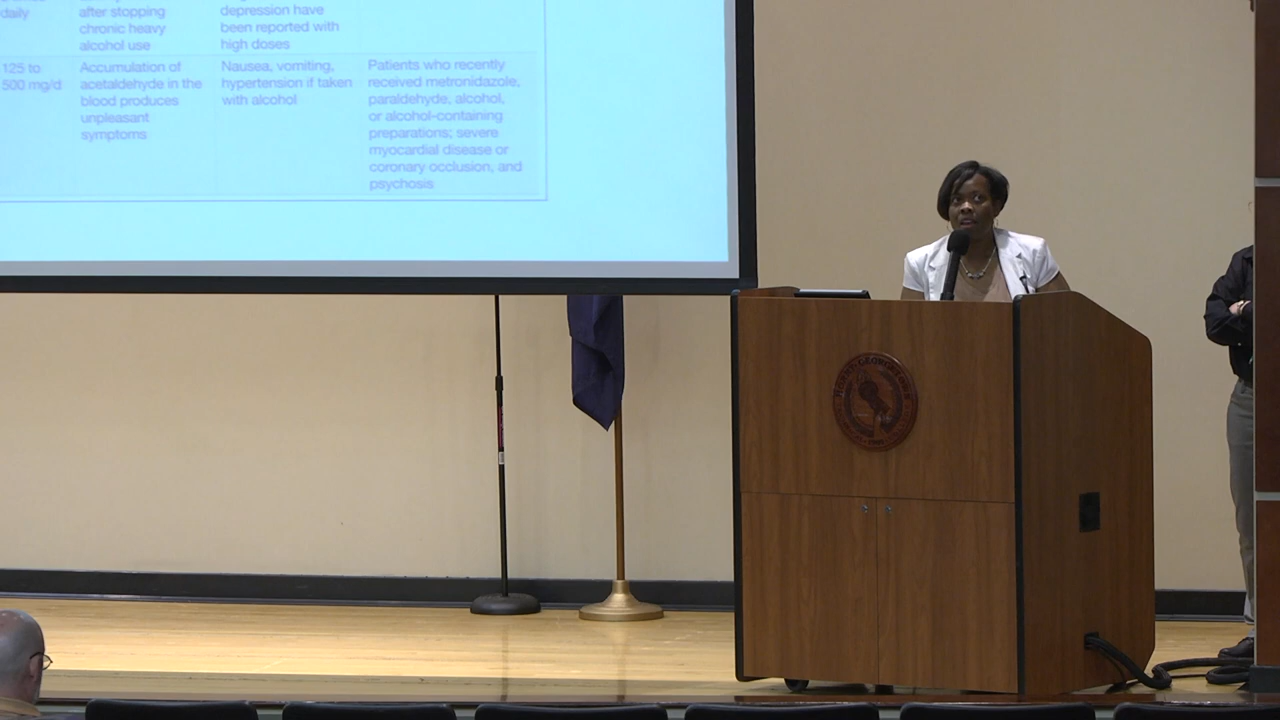 daily
after stopping
chronic heavy
alcohol use
depression have
been reported with
high doses
125 to
500 mg/d
Accumulation of
acetaldehyde in the
blood produces
unpleasant
symptoms
Nausea, vomiting,
hypertension if taken
with alcohol
Patients who recently
received metronidazole,
paraldehyde, alcohol,
or alcohol-containing
preparations; severe
myocardial disease or
coronary occlusion, and
psychosis